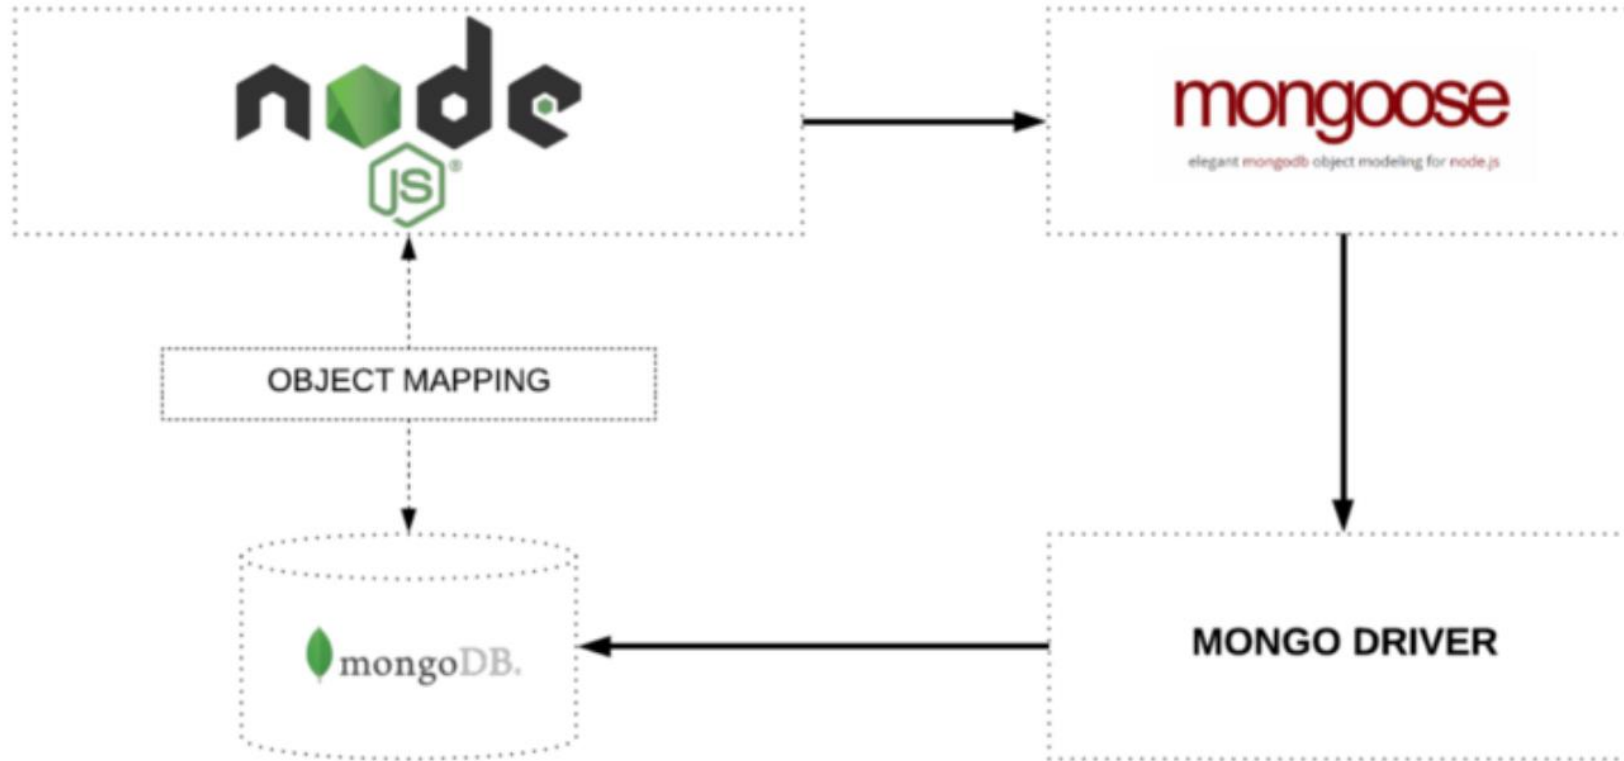 node
JS®
mongoose
elegant mongodb object modeling for node.js
OBJECT MAPPING
mongoDB.
MONGO DRIVER